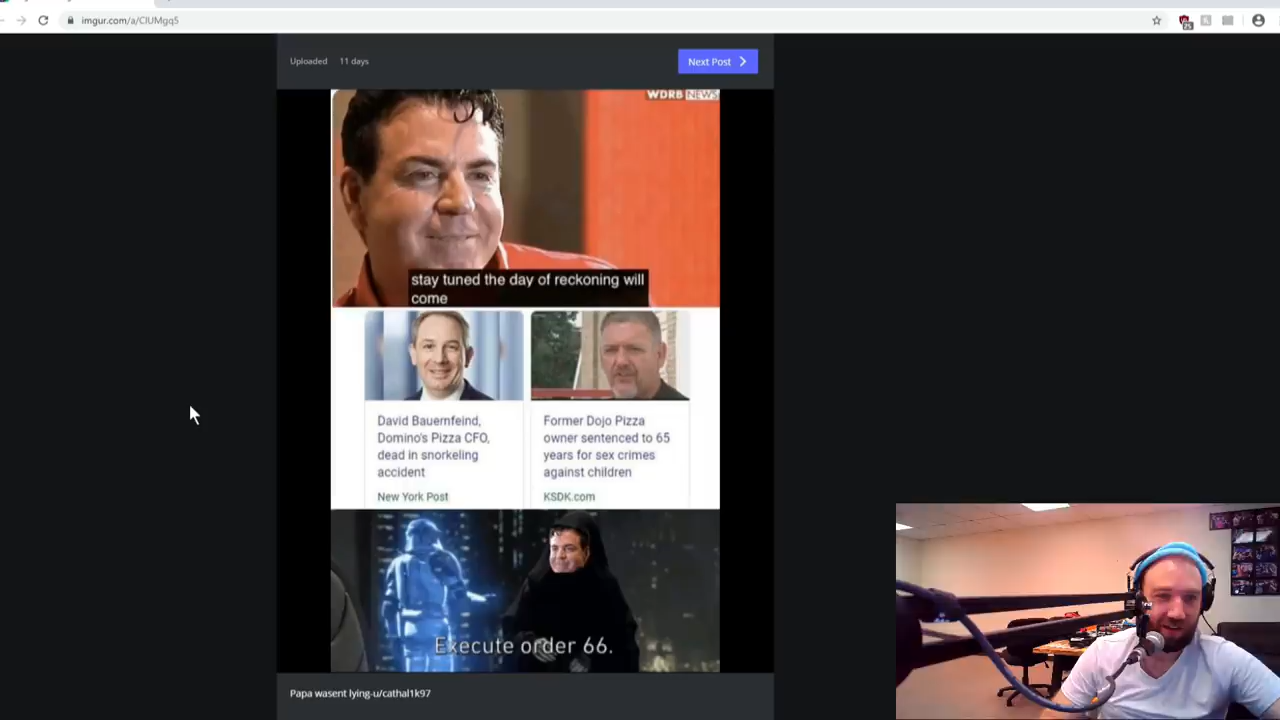 imgur.com/a/ClUMgq5
Uploaded 11 days
Next Post
WDRB NEWS
stay tuned the day of reckoning will
come
David Bauernfeind,
Domino's Pizza CFO,
dead in snorkeling
accident
New York Post
Former Dojo Pizza
owner sentenced to 65
years for sex crimes
against children
KSDK.com
Execute order 66.
Papa wasent lying-u/cathal1k97